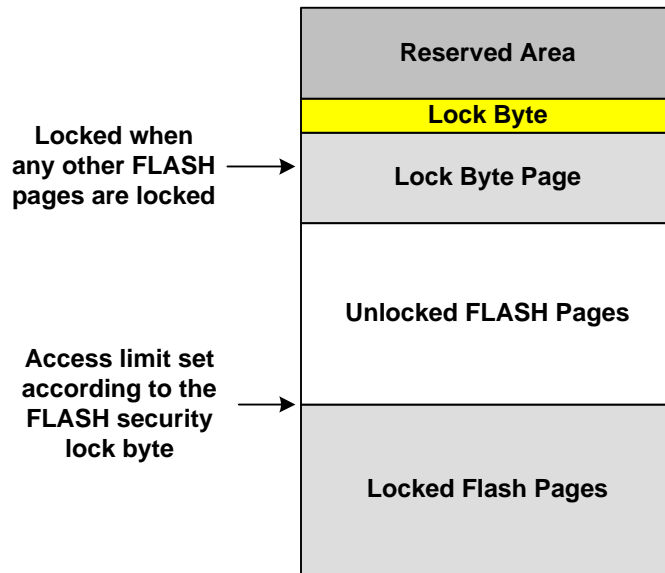 Reserved Area
Lock Byte
Locked when
any other FLASH
pages are locked
Lock Byte Page
Unlocked FLASH Pages
Access limit set
according to the
FLASH security
lock byte
Locked Flash Pages